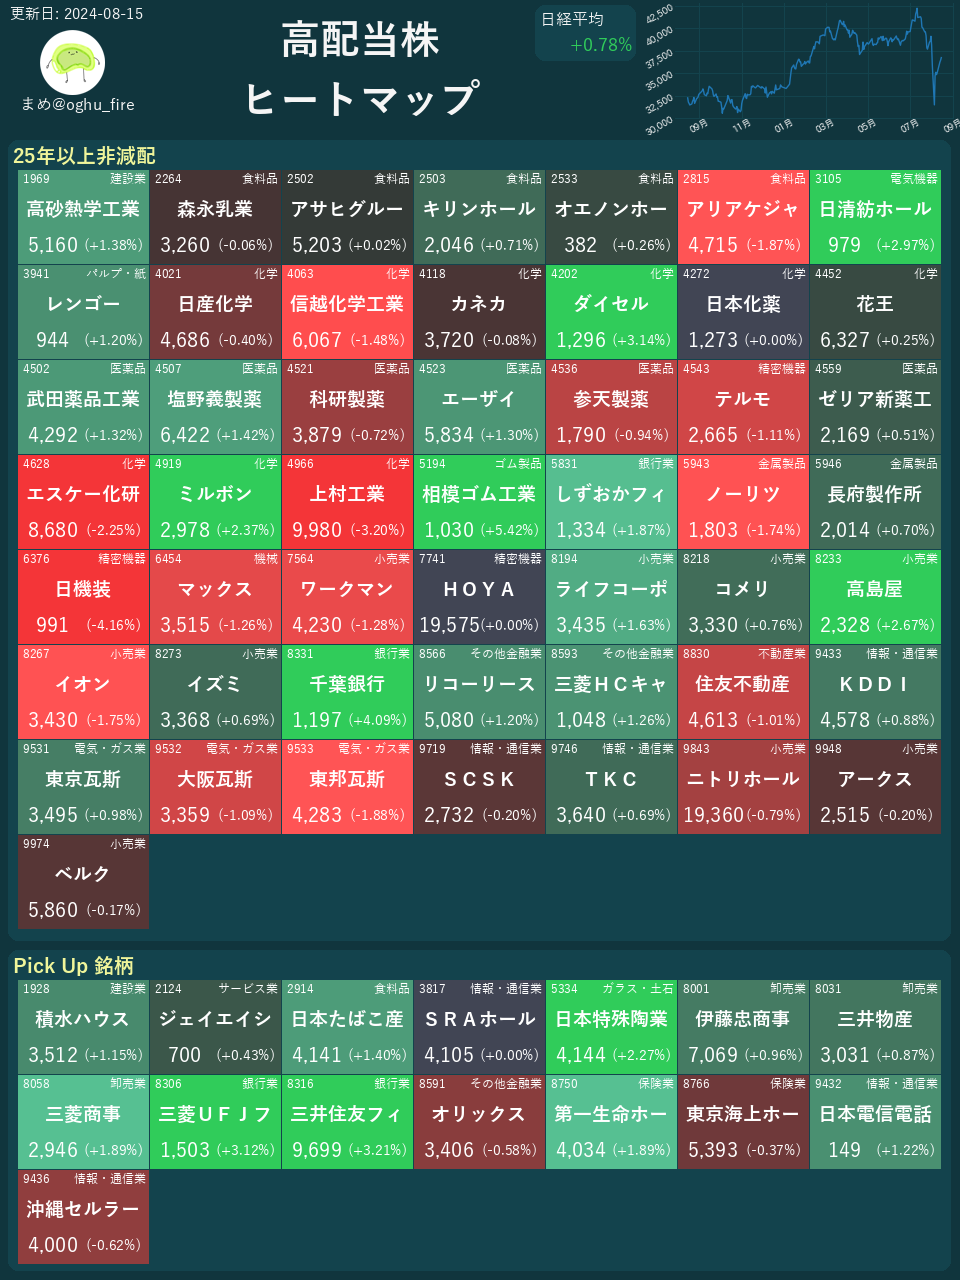 更新日: 2024-08-15
まめ@oghu_fire
高配当株
ヒートマップ
日経平均
+0.78%
42,500
40,000
37,500
35,000
32,500
30,000
09月 11月 01月 03月 05月 07月 09月
25年以上非減配
1969 建設業 2264 食料品 2502 食料品 2503 食料品 2533 食料品 2815 食料品 3105 電気機器
高砂熱学工業 森永乳業 アサヒグルー キリンホール オエノンホー アリアケジャ 日清紡ホール
5,160 (+1.38%) 3,260 (-0.06%) 5,203 (+0.02%) 2,046 (+0.71%) 382 (+0.26%) 4,715 (-1.87%) 979 (+2.97%)
3941 パルプ・紙 4021 化学 4063 化学 4118 化学 4202 化学 4272 化学 4452 化学
レンゴー 日産化学 信越化学工業 カネカ ダイセル 日本化薬 花王
944 (+1.20%) 4,686 (-0.40%) 6,067 (-1.48%) 3,720 (-0.08%) 1,296 (+3.14%) 1,273 (+0.00%) 6,327 (+0.25%)
4502 医薬品 4507 医薬品 4521 医薬品 4523 医薬品 4536 医薬品 4543 精密機器 4559 医薬品
武田薬品工業 塩野義製薬 科研製薬 エーザイ 参天製薬 テルモ ゼリア新薬工
4,292 (+1.32%) 6,422 (+1.42%) 3,879 (-0.72%) 5,834 (+1.30%) 1,790 (-0.94%) 2,665 (-1.11%) 2,169 (+0.51%)
4628 化学 4919 化学 4966 化学 5194 ゴム製品 5831 銀行業 5943 金属製品 5946 金属製品
エスケー化研 ミルボン 上村工業 相模ゴム工業 しずおかフィ ノーリツ 長府製作所
8,680 (-2.25%) 2,978 (+2.37%) 9,980 (-3.20%) 1,030 (+5.42%) 1,334 (+1.87%) 1,803 (-1.74%) 2,014 (+0.70%)
6376 精密機器 6454 機械 7564 小売業 7741 精密機器 8194 小売業 8218 小売業 8233 小売業
日機装 マックス ワークマン ＨＯＹＡ ライフコーポ コメリ 高島屋
991 (-4.16%) 3,515 (-1.26%) 4,230 (-1.28%) 19,575(+0.00%) 3,435 (+1.63%) 3,330 (+0.76%) 2,328 (+2.67%)
8267 小売業 8273 小売業 8331 銀行業 8566 その他金融業 8593 その他金融業 8830 不動産業 9433 情報・通信業
イオン イズミ 千葉銀行 リコーリース 三菱ＨＣキャ 住友不動産 ＫＤＤＩ
3,430 (-1.75%) 3,368 (+0.69%) 1,197 (+4.09%) 5,080 (+1.20%) 1,048 (+1.26%) 4,613 (-1.01%) 4,578 (+0.88%)
9531 電気・ガス業 9532 電気・ガス業 9533 電気・ガス業 9719 情報・通信業 9746 情報・通信業 9843 小売業 9948 小売業
東京瓦斯 大阪瓦斯 東邦瓦斯 ＳＣＳＫ ＴＫＣ ニトリホール アークス
3,495 (+0.98%) 3,359 (-1.09%) 4,283 (-1.88%) 2,732 (-0.20%) 3,640 (+0.69%) 19,360(-0.79%) 2,515 (-0.20%)
9974 小売業
ベルク
5,860 (-0.17%)
Pick Up 銘柄
1928 建設業 2124 サービス業 2914 食料品 3817 情報・通信業 5334 ガラス・土石 8001 卸売業 8031 卸売業
積水ハウス ジェイエイシ 日本たばこ産 ＳＲＡホール 日本特殊陶業 伊藤忠商事 三井物産
3,512 (+1.15%) 700 (+0.43%) 4,141 (+1.40%) 4,105 (+0.00%) 4,144 (+2.27%) 7,069 (+0.96%) 3,031 (+0.87%)
8058 卸売業 8306 銀行業 8316 銀行業 8591 その他金融業 8750 保険業 8766 保険業 9432 情報・通信業
三菱商事 三菱ＵＦＪフ 三井住友フィ オリックス 第一生命ホー 東京海上ホー 日本電信電話
2,946 (+1.89%) 1,503 (+3.12%) 9,699 (+3.21%) 3,406 (-0.58%) 4,034 (+1.89%) 5,393 (-0.37%) 149 (+1.22%)
9436 情報・通信業
沖縄セルラー
4,000 (-0.62%)